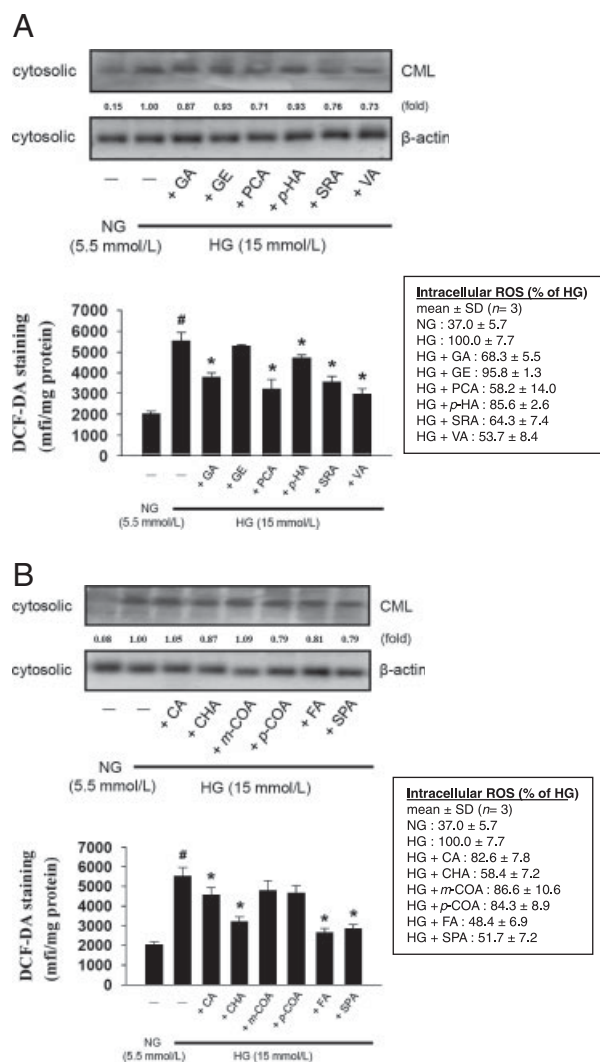 A
cytosolic CML
0.15 1.00 0.87 0.93 0.71 0.93 0.76 0.73 (fold)
cytosolic β-actin
— — + GA + GE + PCA + p-HA + SRA + VA
NG HG (15 mmol/L)
(5.5 mmol/L)
DCF-DA staining
(mfi/mg protein)
7000
6000
5000
4000
3000
2000
1000
0
# * * * * *
— — + GA + GE + PCA + p-HA + SRA + VA
NG
(5.5 mmol/L) HG (15 mmol/L)
Intracellular ROS (% of HG)
mean ± SD (n= 3)
NG : 37.0 ± 5.7
HG : 100.0 ± 7.7
HG + GA : 68.3 ± 5.5
HG + GE : 95.8 ± 1.3
HG + PCA : 58.2 ± 14.0
HG + p-HA : 85.6 ± 2.6
HG + SRA : 64.3 ± 7.4
HG + VA : 53.7 ± 8.4
B
cytosolic CML
0.08 1.00 1.05 0.87 1.09 0.79 0.81 0.79 (fold)
cytosolic β-actin
— — + CA + CHA + m-COA + p-COA + FA + SPA
NG HG (15 mmol/L)
(5.5 mmol/L)
DCF-DA staining
(mfi/mg protein)
7000
6000
5000
4000
3000
2000
1000
0
# * * * *
— — + CA + CHA + m-COA + p-COA + FA + SPA
NG
(5.5 mmol/L) HG (15 mmol/L)
Intracellular ROS (% of HG)
mean ± SD (n= 3)
NG : 37.0 ± 5.7
HG : 100.0 ± 7.7
HG + CA : 82.6 ± 7.8
HG + CHA : 58.4 ± 7.2
HG + m-COA : 86.6 ± 10.6
HG + p-COA : 84.3 ± 8.9
HG + FA : 48.4 ± 6.9
HG + SPA : 51.7 ± 7.2